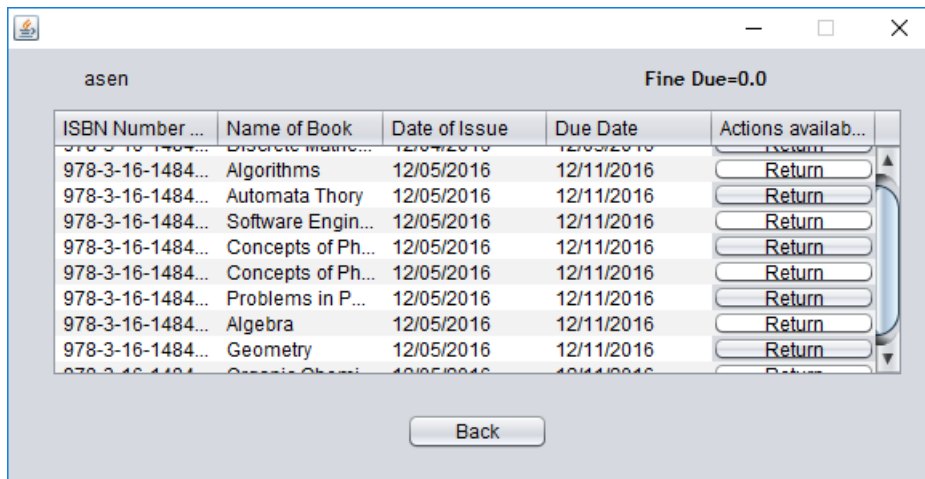 asen Fine Due=0.0
ISBN Number ... Name of Book Date of Issue Due Date Actions availab...
Return
978-3-16-1484... Algorithms 12/05/2016 12/11/2016 Return
978-3-16-1484... Automata Thory 12/05/2016 12/11/2016 Return
978-3-16-1484... Software Engin... 12/05/2016 12/11/2016 Return
978-3-16-1484... Concepts of Ph... 12/05/2016 12/11/2016 Return
978-3-16-1484... Concepts of Ph... 12/05/2016 12/11/2016 Return
978-3-16-1484... Problems in P... 12/05/2016 12/11/2016 Return
978-3-16-1484... Algebra 12/05/2016 12/11/2016 Return
978-3-16-1484... Geometry 12/05/2016 12/11/2016 Return
Back